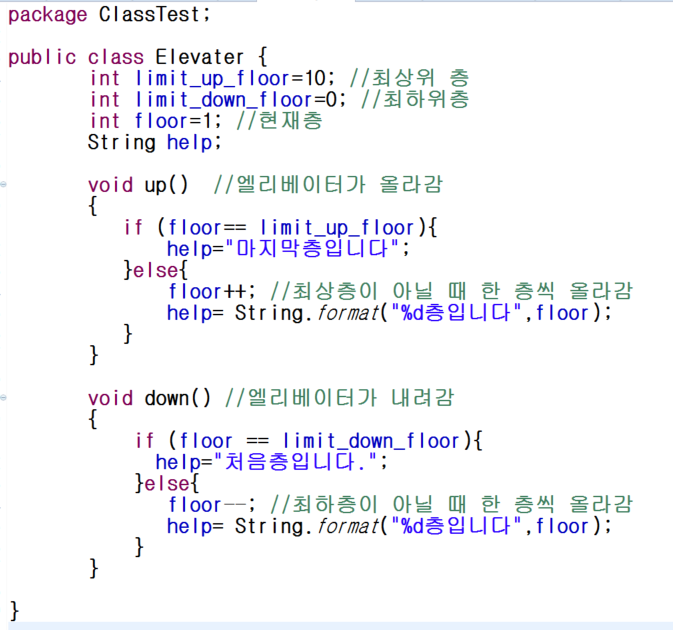 package ClassTest;
public class Elevater {
int limit_up_floor=10; //최상위 층
int limit_down_floor=0; //최하위층
int floor=1; //현재층
String help;
void up() //엘리베이터가 올라감
{
if (floor== limit_up_floor){
help="마지막층입니다";
}else{
floor++; //최상층이 아닐 때 한 층씩 올라감
help= String.format("%d층입니다",floor);
}
}
void down() //엘리베이터가 내려감
{
if (floor == limit_down_floor){
help="처음층입니다.";
}else{
floor--; //최하층이 아닐 때 한 층씩 올라감
help= String.format("%d층입니다",floor);
}
}
}